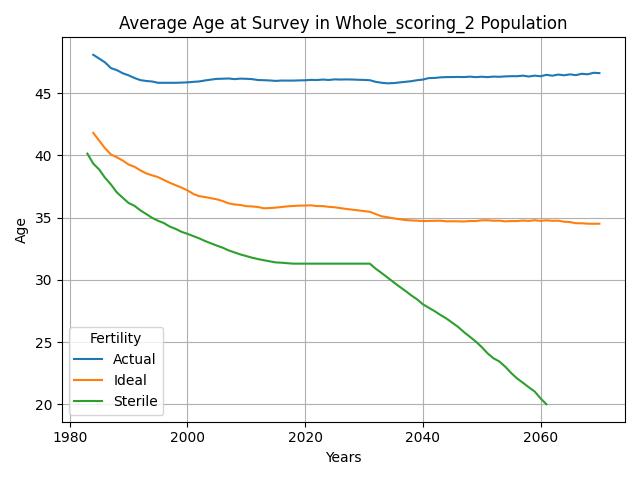 Average Age at Survey in Whole_scoring_2 Population
Age
45
40
35
30
25
20
Fertility
Actual
Ideal
Sterile
1980
2000
2020
2040
2060
Years